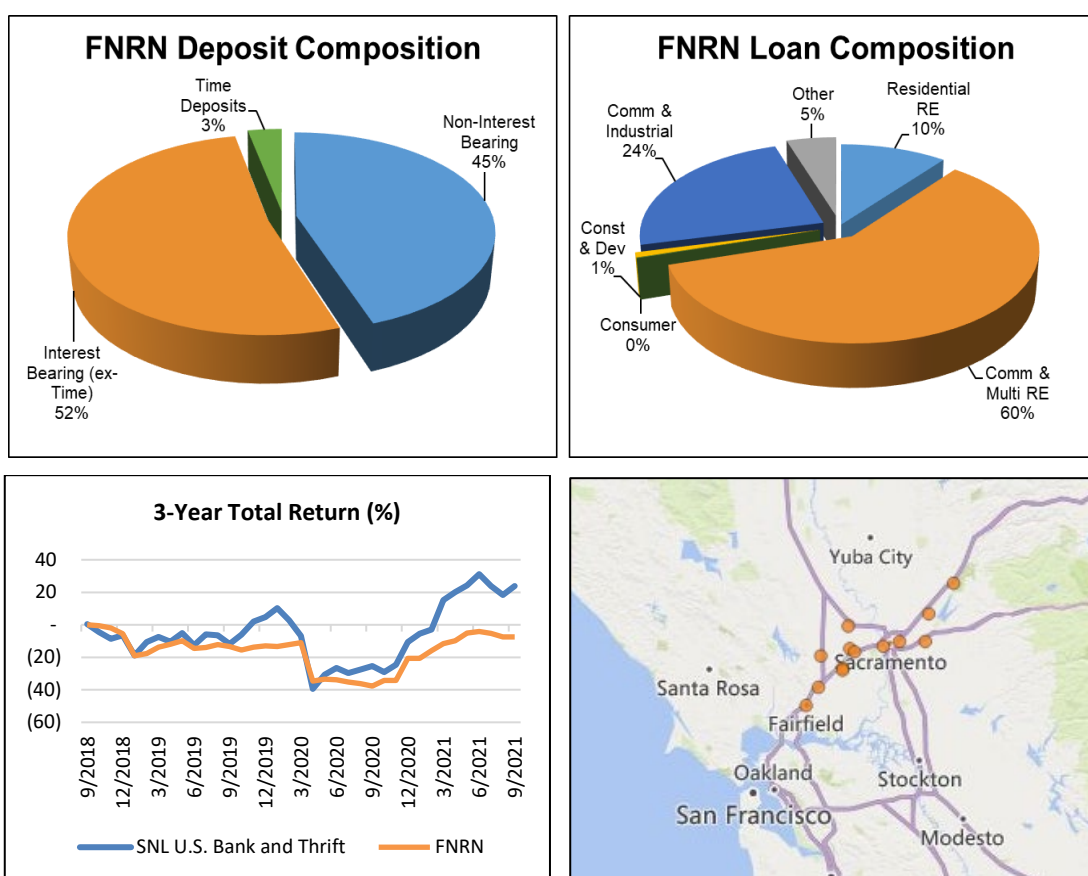 FNRN Deposit Composition
Time
Deposits
3%
Non-Interest
Bearing
45%
Interest
Bearing (ex-
Time)
52%
FNRN Loan Composition
Other
5%
Residential
RE
10%
Comm &
Industrial
24%
Const
& Dev
1%
Consumer
0%
Comm &
Multi RE
60%
3-Year Total Return (%)
40
20
-
(20)
(40)
(60)
9/2018
12/2018
3/2019
6/2019
9/2019
12/2019
3/2020
6/2020
9/2020
12/2020
3/2021
6/2021
9/2021
SNL U.S. Bank and Thrift
FNRN
Yuba City
Sacramento
Santa Rosa
Fairfield
Oakland
Stockton
San Francisco
Modesto